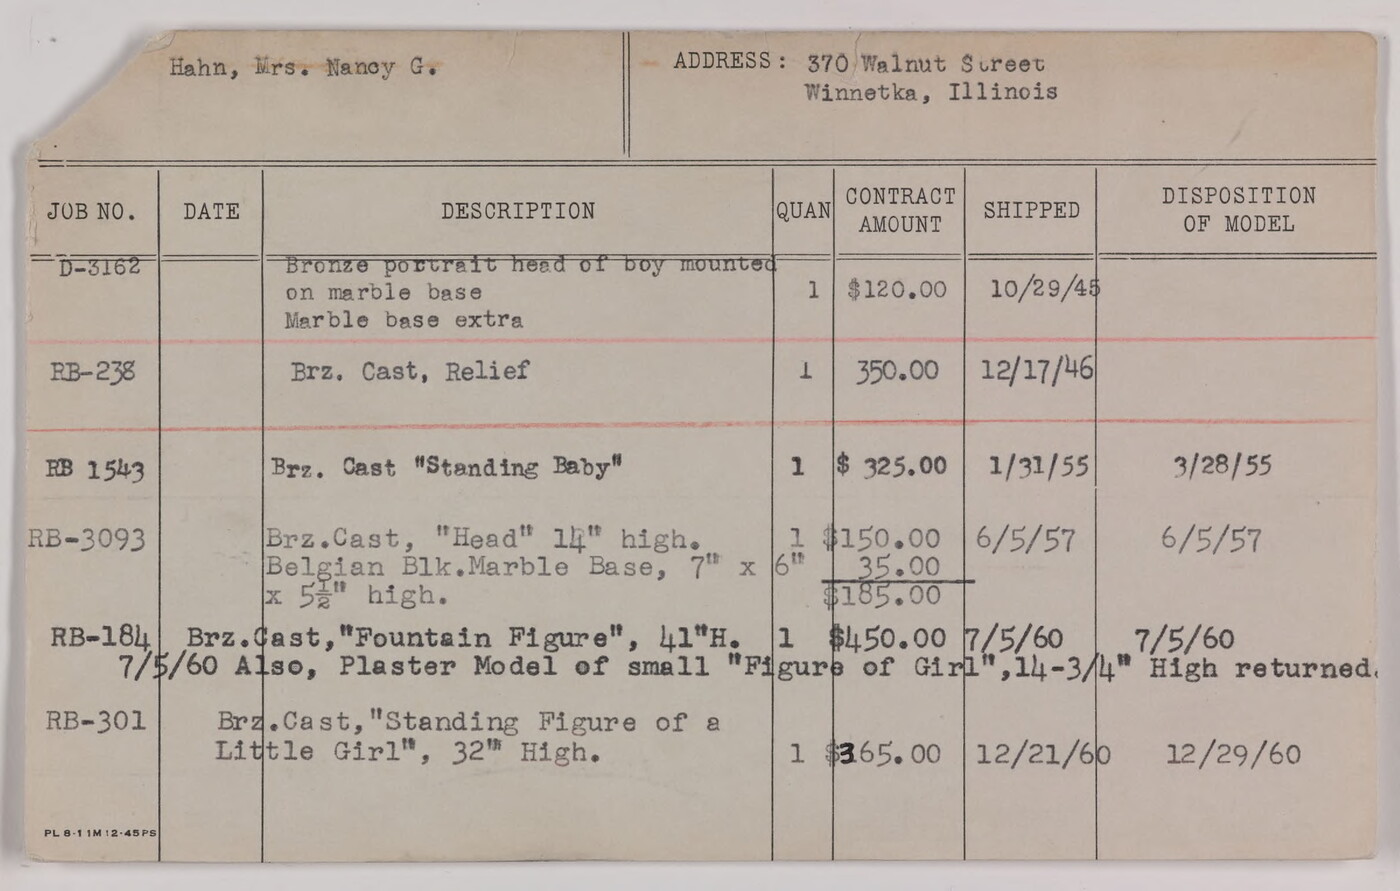 Hahn, Mrs. Nancy G.
ADDRESS: 370 Walnut Street
Winnetka, Illinois
JOB NO. DATE DESCRIPTION QUAN CONTRACT AMOUNT SHIPPED DISPOSITION OF MODEL
D-3162 Bronze portrait head of boy mounted
on marble base 1 $120.00 10/29/45
Marble base extra
RB-238 Brz. Cast, Relief 1 350.00 12/17/46
RB 1543 Brz. Cast "Standing Baby" 1 $ 325.00 1/31/55 3/28/55
RB-3093 Brz.Cast, "Head" 14" high. 1 $150.00 6/5/57 6/5/57
Belgian Blk.Marble Base, 7" x 6" 35.00
x 5½" high. $185.00
RB-184 Brz.Cast,"Fountain Figure", 41"H. 1 $450.00 7/5/60 7/5/60
7/5/60 Also, Plaster Model of small "Figure of Girl",14-3/4" High returned.
RB-301 Brz.Cast,"Standing Figure of a
Little Girl", 32" High. 1 $365.00 12/21/60 12/29/60
PL 8-1 1M 12-45 PS